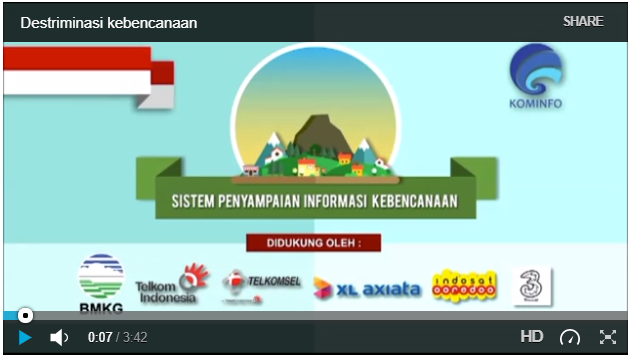 Destriminasi kebencanaan
SHARE
KOMINFO
SISTEM PENYAMPAIAN INFORMASI KEBENCANAAN
DIDUKUNG OLEH :
BMKG
Telkom
Indonesia
TELKOMSEL
XL axiata
indosat
ooredoo
3
0:07 / 3:42
HD